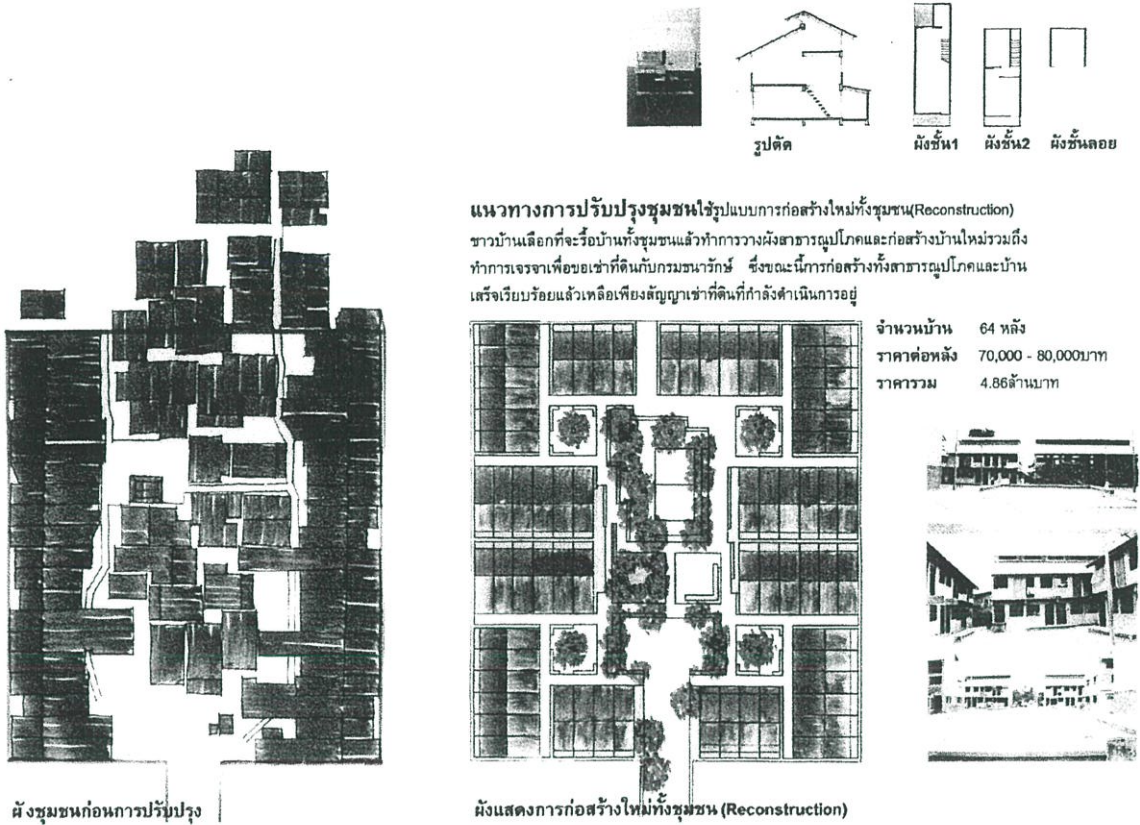 รูปตัด
ผังชั้น1 ผังชั้น2 ผังชั้นลอย
แนวทางการปรับปรุงชุมชนใช้รูปแบบการก่อสร้างใหม่ทั้งชุมชน(Reconstruction)
ชาวบ้านเลือกที่จะรื้อบ้านทั้งชุมชนแล้วทำการวางผังสาธารณูปโภคและก่อสร้างบ้านใหม่รวมถึง
ทำการเจรจาเพื่อขอเช่าที่ดินกับกรมธนารักษ์ ซึ่งขณะนี้การก่อสร้างทั้งสาธารณูปโภคและบ้าน
เสร็จเรียบร้อยแล้วเหลือเพียงสัญญาเช่าที่ดินที่กำลังดำเนินการอยู่
จำนวนบ้าน 64 หลัง
ราคาต่อหลัง 70,000 - 80,000บาท
ราคารวม 4.86ล้านบาท
ผังชุมชนก่อนการปรับปรุง
ผังแสดงการก่อสร้างใหม่ทั้งชุมชน (Reconstruction)